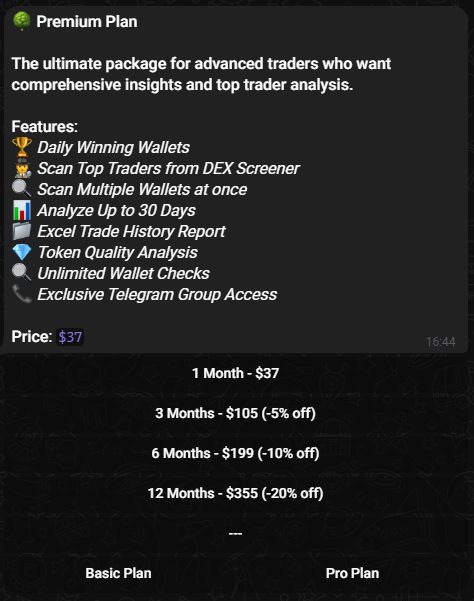 🌳 Premium Plan
The ultimate package for advanced traders who want
comprehensive insights and top trader analysis.
Features:
🏆 Daily Winning Wallets
🕵️ Scan Top Traders from DEX Screener
🔍 Scan Multiple Wallets at once
📊 Analyze Up to 30 Days
📁 Excel Trade History Report
💎 Token Quality Analysis
🔍 Unlimited Wallet Checks
📞 Exclusive Telegram Group Access
Price: $37
16:44
1 Month - $37
3 Months - $105 (-5% off)
6 Months - $199 (-10% off)
12 Months - $355 (-20% off)
---
Basic Plan
Pro Plan